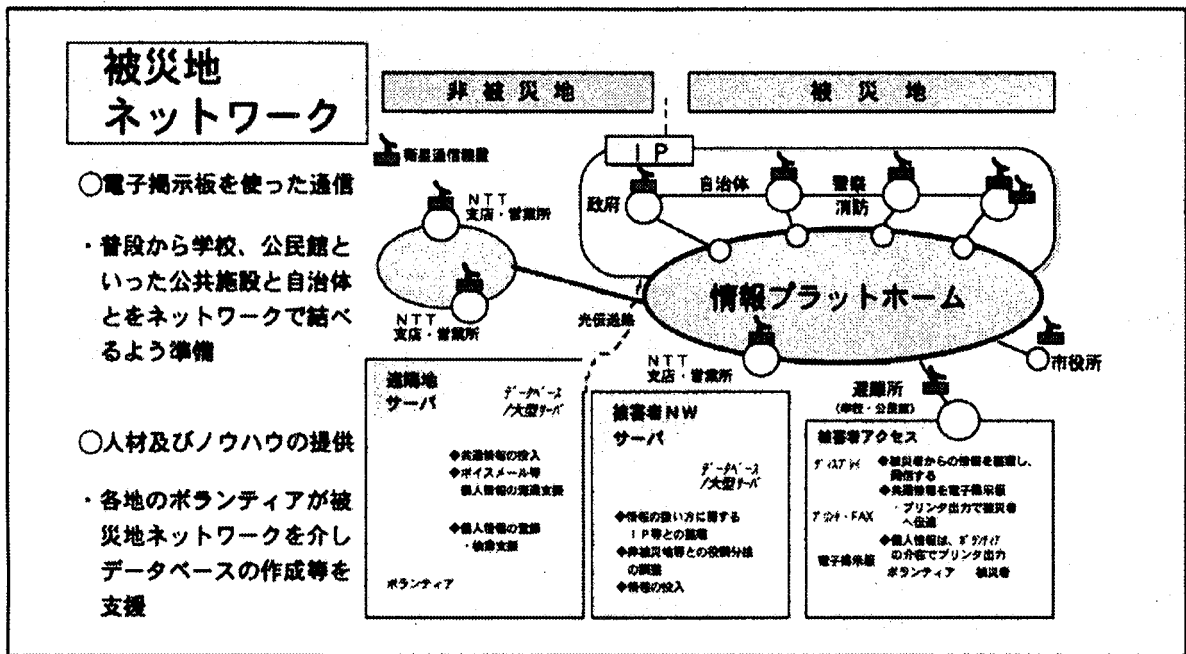 被災地
ネットワーク
○電子掲示板を使った通信
・普段から学校、公民館と
いった公共施設と自治体
とをネットワークで結べ
るよう準備
○人材及びノウハウの提供
・各地のボランティアが被
災地ネットワークを介し
データベースの作成等を
支援
非被災地
被災地
衛星通信装置
IP
政府
自治体
警察
消防
NTT
支店・営業所
NTT
支店・営業所
光伝送路
情報プラットホーム
NTT
支店・営業所
市役所
避難所
(学校・公民館)
遠隔地
サーバ
データベース
/大型サーバ
◆共通情報の投入
◆ボイスメール等
個人情報の流通支援
◆個人情報の登録
・検索支援
ボランティア
被害者NW
サーバ
データベース
/大型サーバ
◆情報の扱い方に関する
IP等との
◆非被災地等との役割分担
の調整
◆情報の投入
被害者アクセス
ディスプレイ
◆被災者からの情報を
発信する
◆共通情報を電子掲示板
・プリンタ出力で被災者
へ伝達
・FAX
◆個人情報は、ボランティア
の介在でプリンタ出力
電子掲示板
ボランティア 被災者